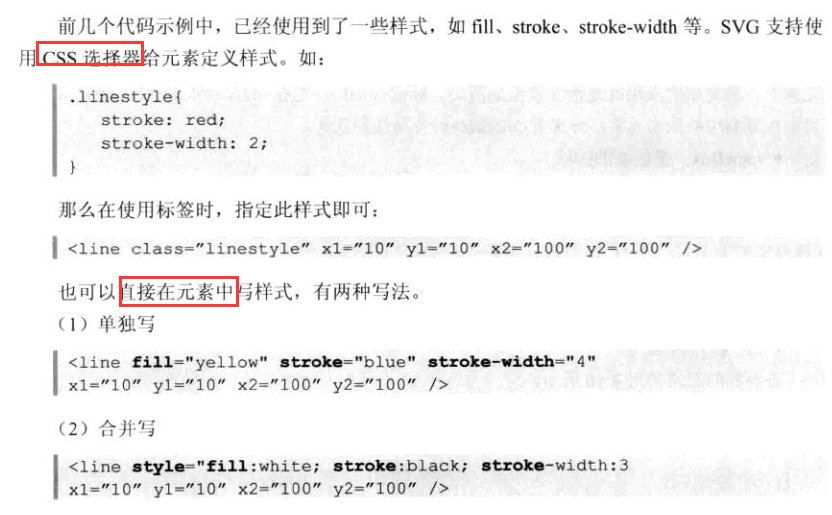 前几个代码示例中，已经使用到了一些样式，如 fill、stroke、stroke-width 等。SVG 支持使
用 CSS 选择器给元素定义样式。如：
.linestyle{
stroke: red;
stroke-width: 2;
}
那么在使用标签时，指定此样式即可：
<line class="linestyle" x1="10" y1="10" x2="100" y2="100" />
也可以直接在元素中写样式，有两种写法。
（1）单独写
<line fill="yellow" stroke="blue" stroke-width="4"
x1="10" y1="10" x2="100" y2="100" />
（2）合并写
<line style="fill:white; stroke:black; stroke-width:3
x1="10" y1="10" x2="100" y2="100" />